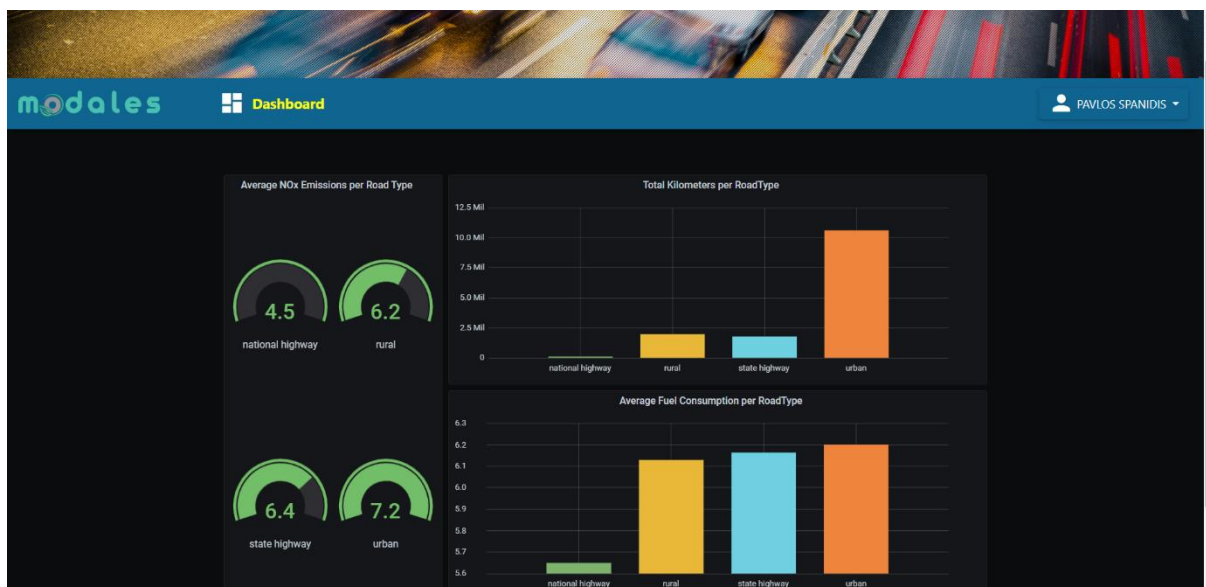 modales
Dashboard
PAVLOS SPANIDIS
Average NOx Emissions per Road Type
4.5
national highway
6.2
rural
6.4
state highway
7.2
urban
Total Kilometers per RoadType
12.5 Mil
10.0 Mil
7.5 Mil
5.0 Mil
2.5 Mil
0
national highway
rural
state highway
urban
Average Fuel Consumption per RoadType
6.3
6.2
6.1
6.0
5.9
5.8
5.7
5.6
national highway
rural
state highway
urban